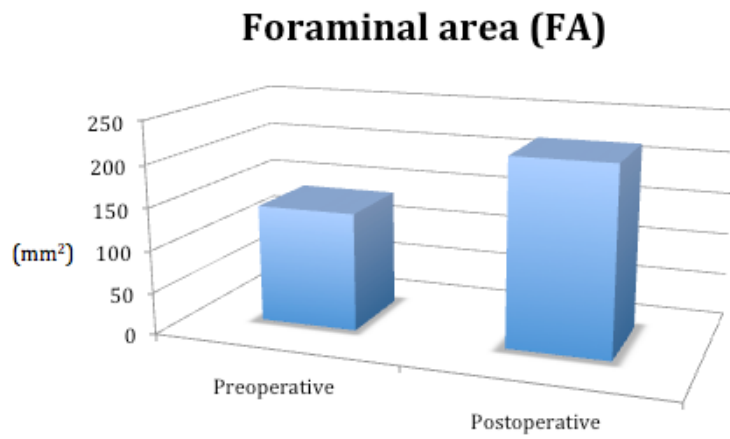 Foraminal area (FA)
250
200
150
(mm²) 100
50
0
Preoperative
Postoperative